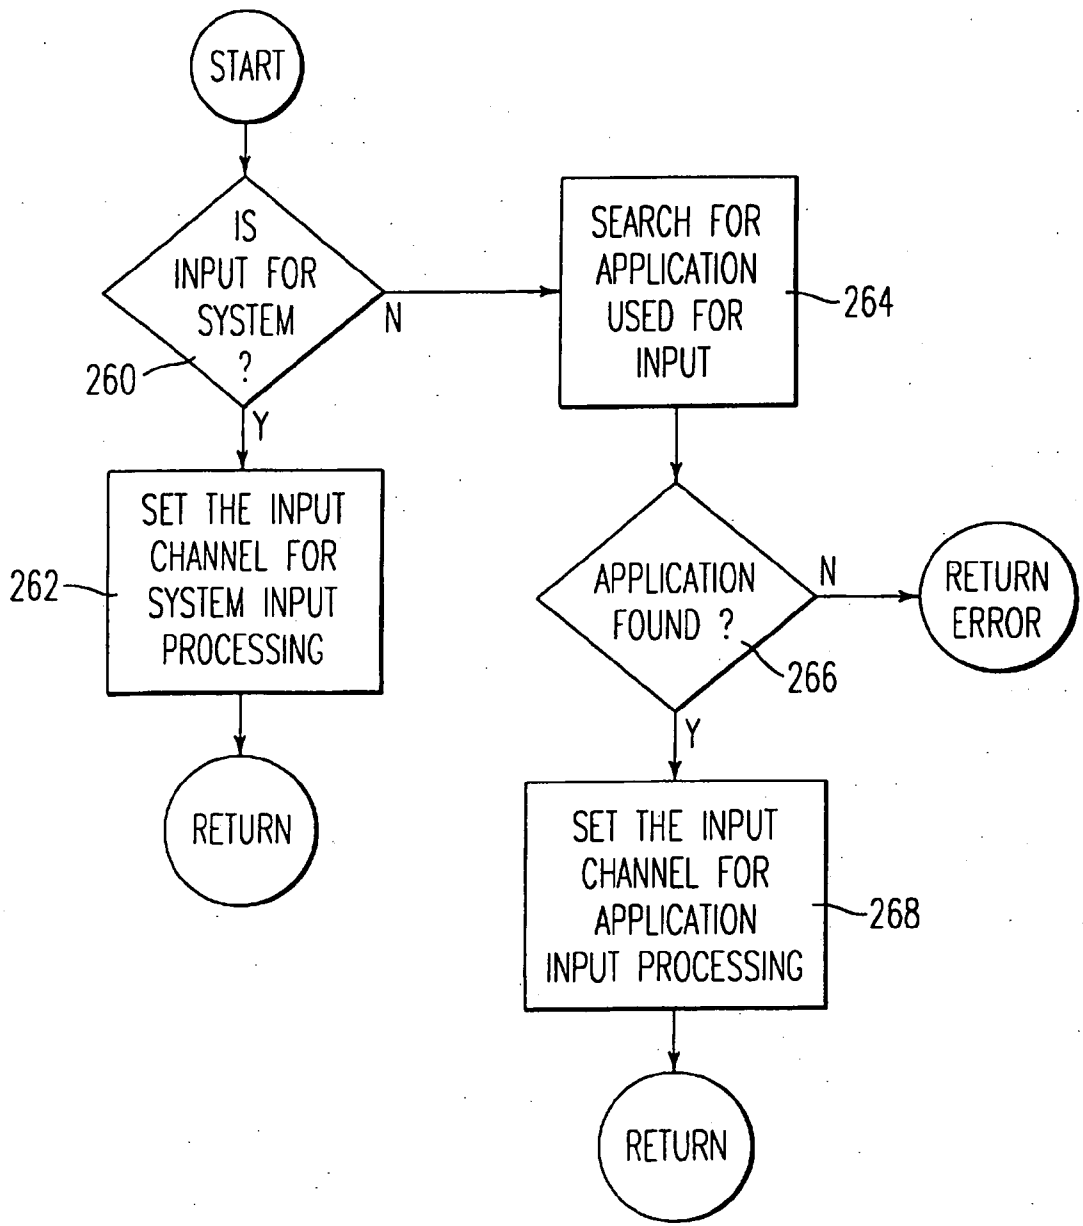 START
IS
INPUT FOR
SYSTEM
?
260
N
Y
SET THE INPUT
CHANNEL FOR
SYSTEM INPUT
PROCESSING
262
RETURN
SEARCH FOR
APPLICATION
USED FOR
INPUT
264
APPLICATION
FOUND ?
266
N
RETURN
ERROR
Y
SET THE INPUT
CHANNEL FOR
APPLICATION
INPUT PROCESSING
268
RETURN